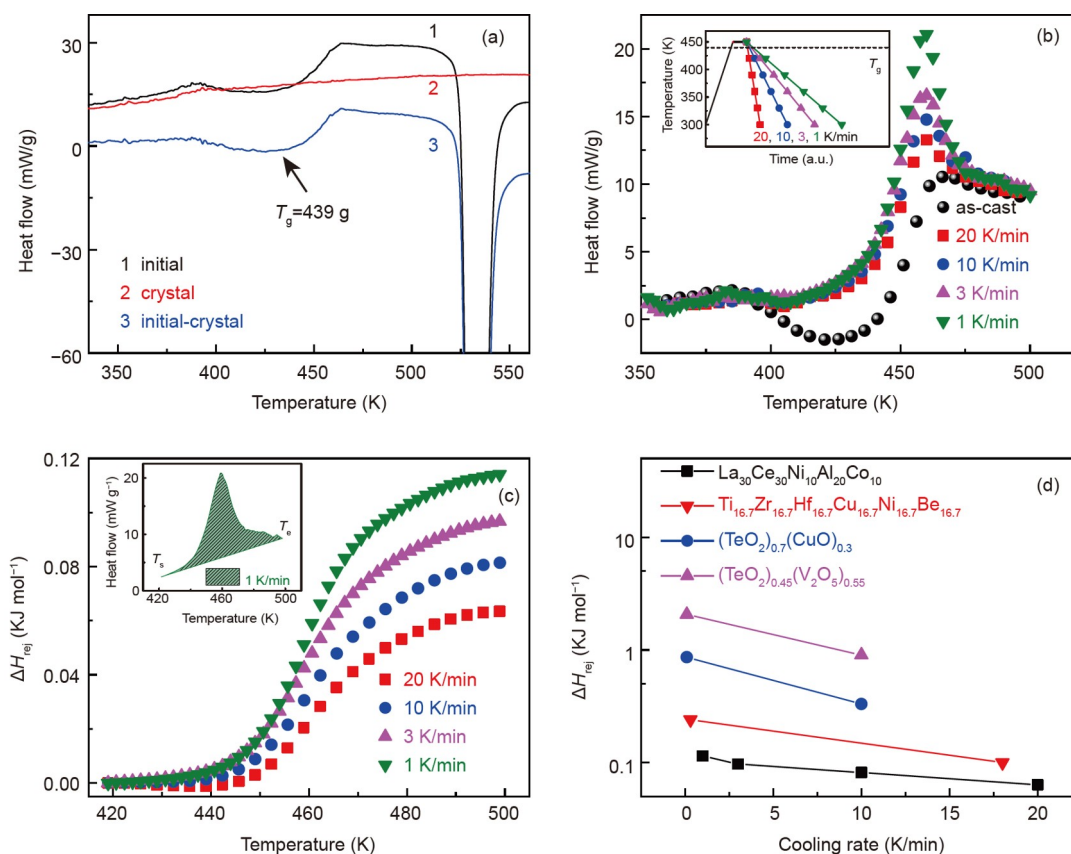 (a)
30
0
−30
−60
Heat flow (mW/g)
1
2
3
T_g=439 g
1 initial
2 crystal
3 initial-crystal
350 400 450 500 550
Temperature (K)
(b)
20
15
10
5
0
Heat flow (mW/g)
450
400
350
300
Temperature (K)
T_g
20, 10, 3, 1 K/min
Time (a.u.)
as-cast
20 K/min
10 K/min
3 K/min
1 K/min
350 400 450 500
Temperature (K)
(c)
0.12
0.08
0.04
0.00
ΔH_rej (KJ mol⁻¹)
20
10
0
Heat flow (mW g⁻¹)
T_s
T_e
1 K/min
420 460 500
Temperature (K)
20 K/min
10 K/min
3 K/min
1 K/min
420 440 460 480 500
Temperature (K)
(d)
La₃₀Ce₃₀Ni₁₀Al₂₀Co₁₀
Ti₁₆.₇Zr₁₆.₇Hf₁₆.₇Cu₁₆.₇Ni₁₆.₇Be₁₆.₇
(TeO₂)₀.₇(CuO)₀.₃
(TeO₂)₀.₄₅(V₂O₅)₀.₅₅
10
1
0.1
ΔH_rej (KJ mol⁻¹)
0 5 10 15 20
Cooling rate (K/min)